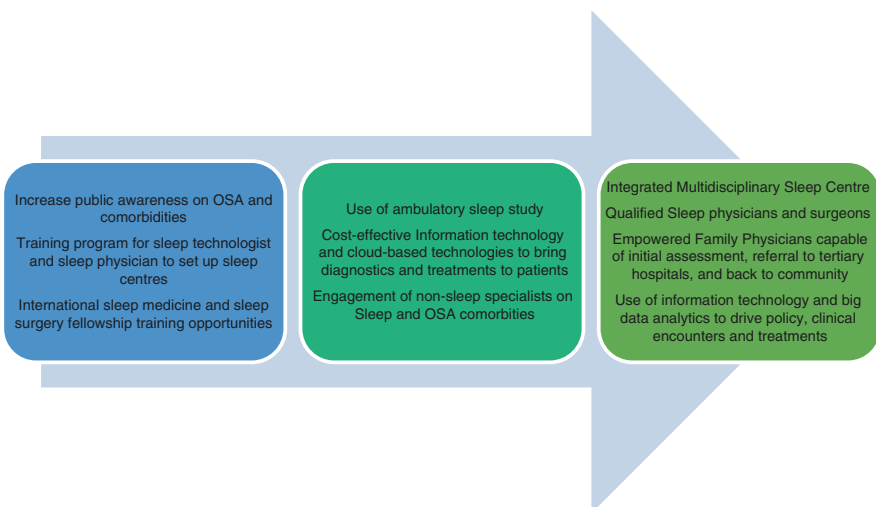 Increase public awareness on OSA and
comorbidities
Training program for sleep technologist
and sleep physician to set up sleep
centres
International sleep medicine and sleep
surgery fellowship training opportunities
Use of ambulatory sleep study
Cost-effective Information technology
and cloud-based technologies to bring
diagnostics and treatments to patients
Engagement of non-sleep specialists on
Sleep and OSA comorbities
Integrated Multidisciplinary Sleep Centre
Qualified Sleep physicians and surgeons
Empowered Family Physicians capable
of initial assessment, referral to tertiary
hospitals, and back to community
Use of information technology and big
data analytics to drive policy, clinical
encounters and treatments